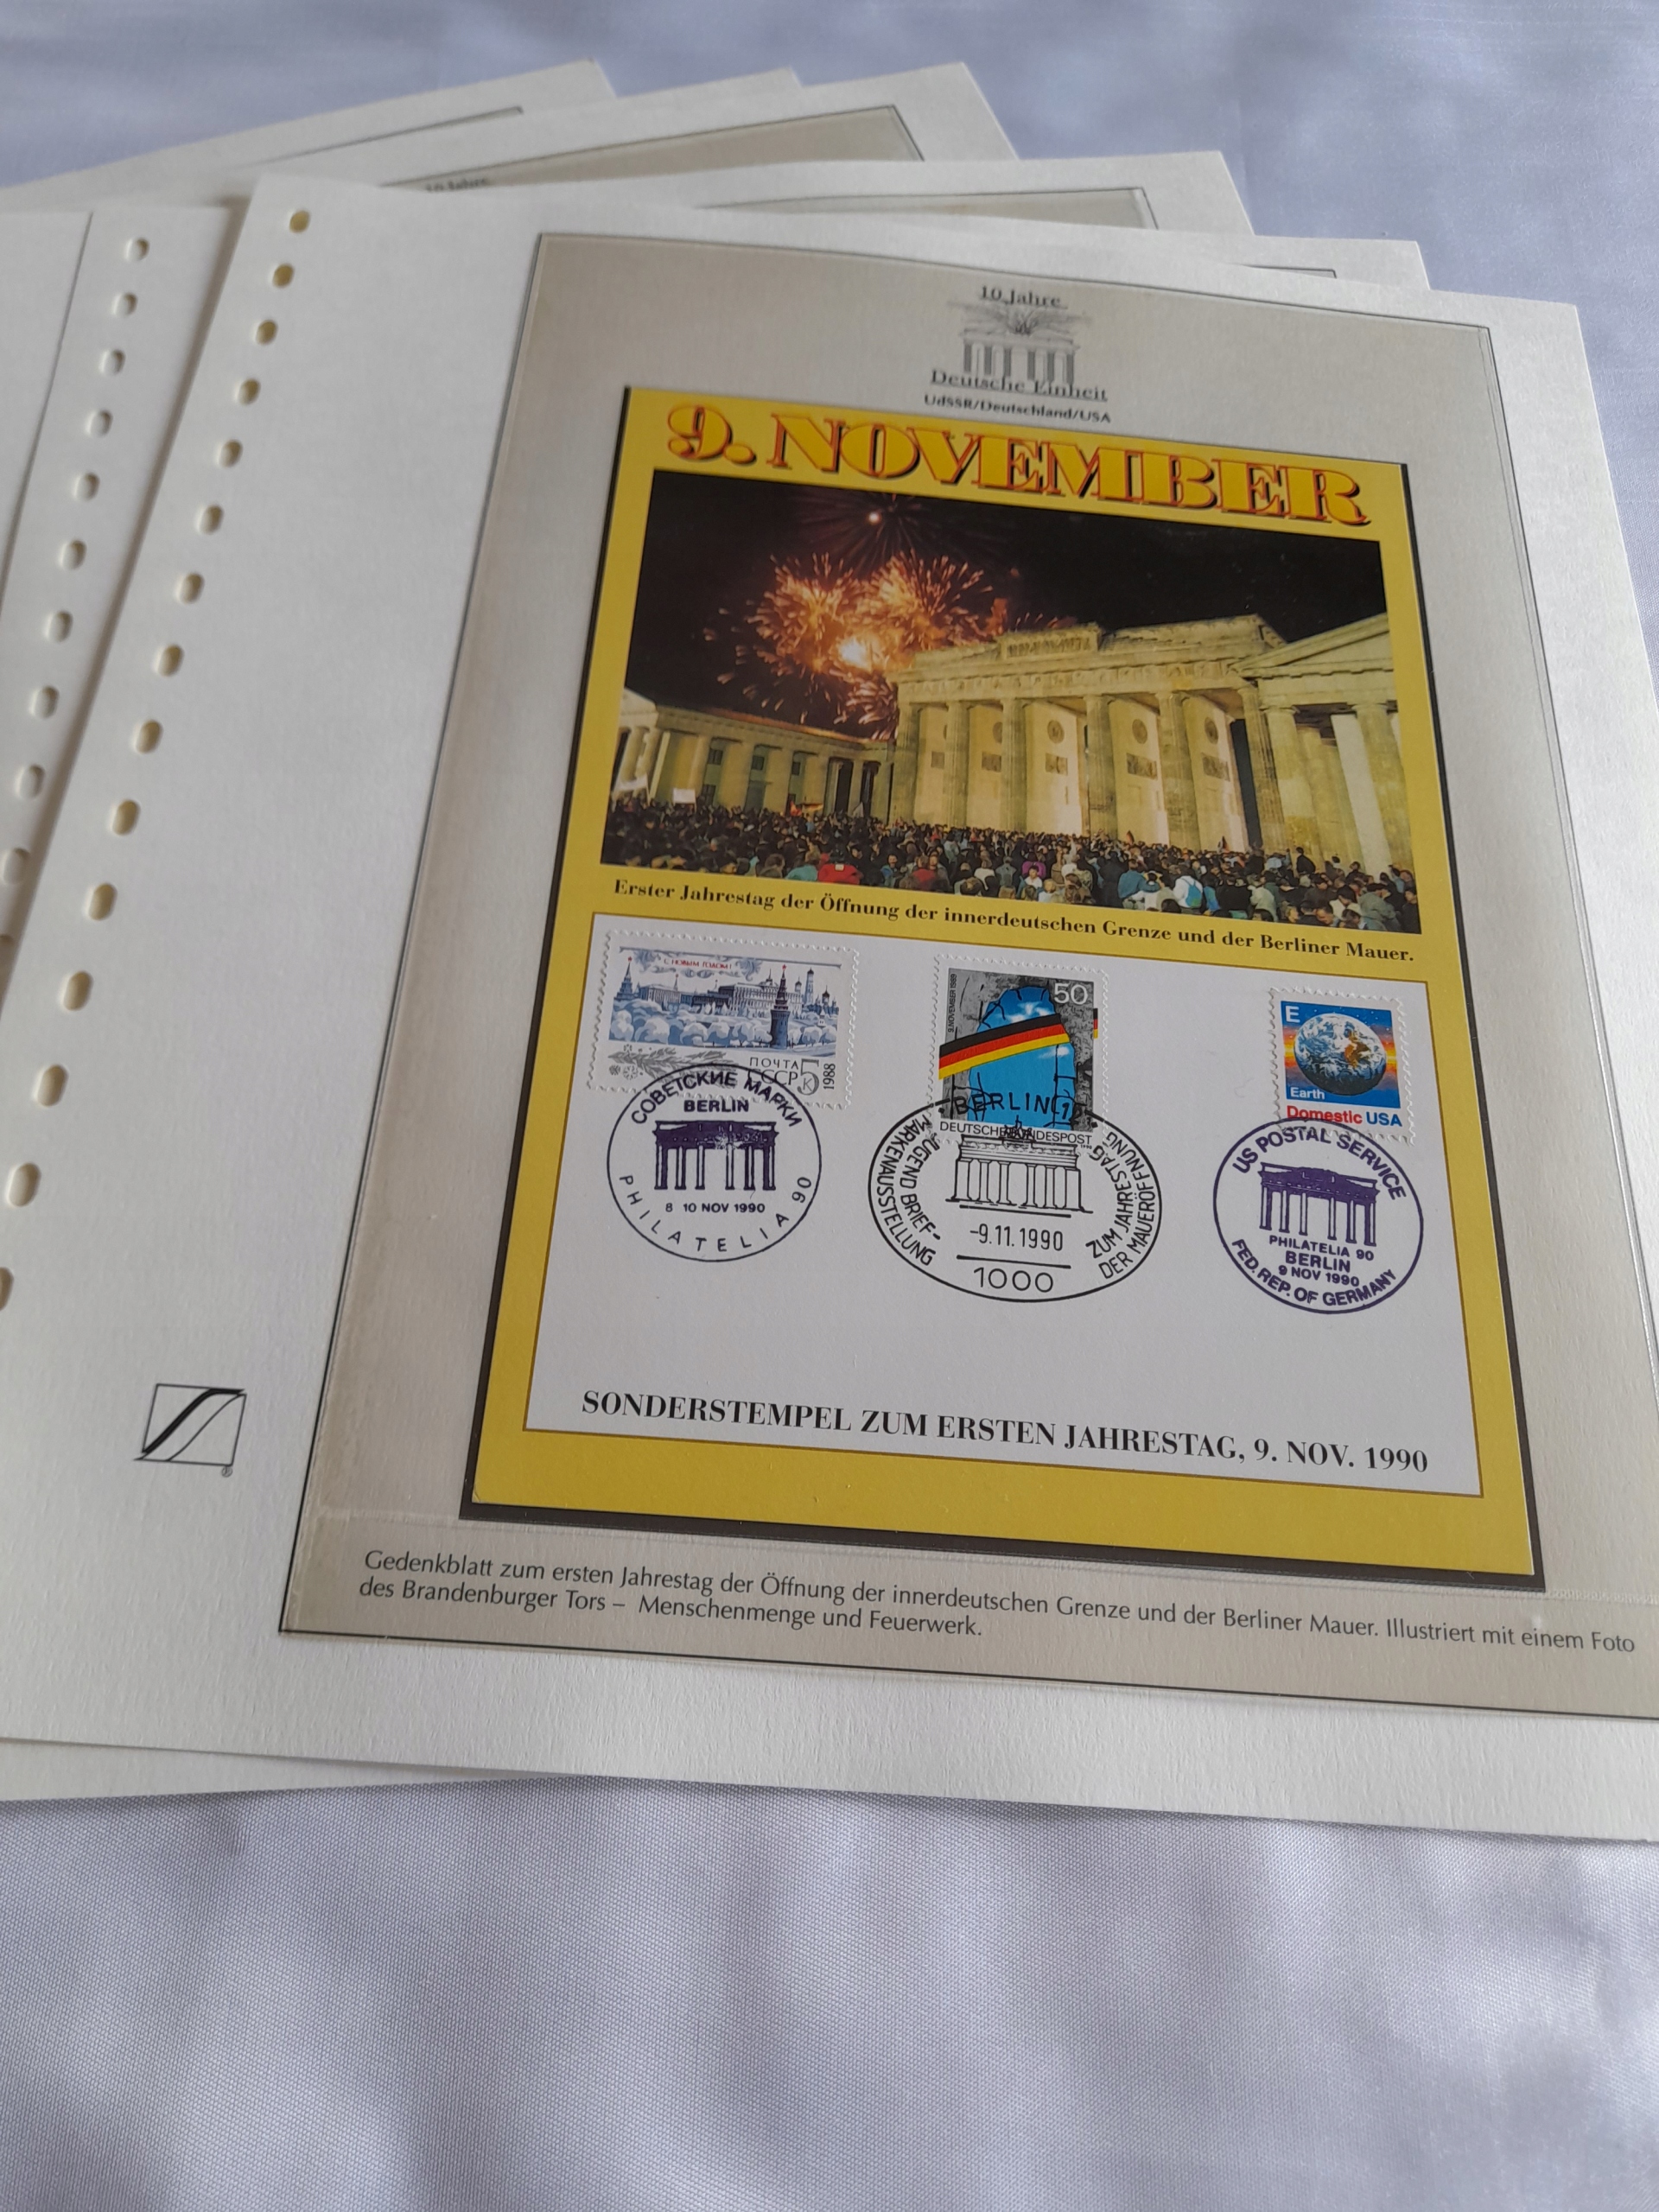 10 Jahre
10 Jahre
Deutsche Einheit
UdSSR/Deutschland/USA
9. NOVEMBER
Erster Jahrestag der Öffnung der innerdeutschen Grenze und der Berliner Mauer.
С НОВЫМ ГОДОМ!
ПОЧТА
СССР 5 К
1988
СОВЕТСКИЕ МАРКИ
BERLIN
8 10 NOV 1990
PHILATELIA 90
9. NOVEMBER 1989
50
DEUTSCHE BUNDESPOST
BERLIN 12
JUGEND BRIEF-
MARKENAUSSTELLUNG
ZUM JAHRESTAG
DER MAUERÖFFNUNG
-9.11.1990
1000
E
Earth
Domestic USA
US POSTAL SERVICE
PHILATELIA 90
BERLIN
9 NOV 1990
FED. REP. OF GERMANY
SONDERSTEMPEL ZUM ERSTEN JAHRESTAG, 9. NOV. 1990
®
Gedenkblatt zum ersten Jahrestag der Öffnung der innerdeutschen Grenze und der Berliner Mauer. Illustriert mit einem Foto
des Brandenburger Tors – Menschenmenge und Feuerwerk.